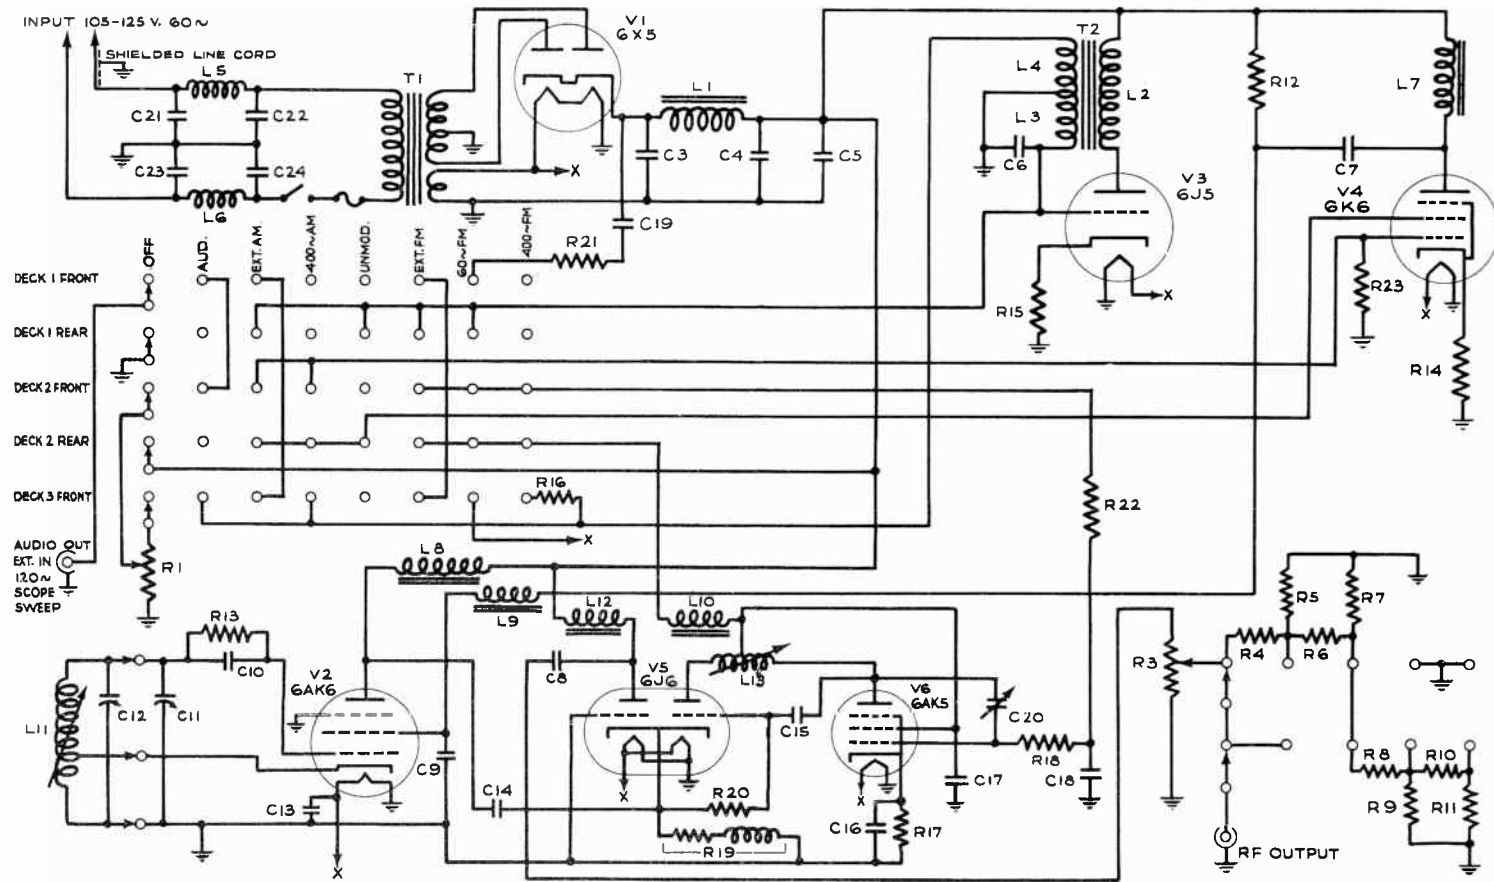 INPUT 105-125 V. 60~
SHIELDED LINE CORD
L5
C21
C22
C23
C24
L6
T1
V1
6X5
L1
C3
C4
C5
C19
R21
T2
L4
L3
L2
C6
V3
6J5
R15
R12
L7
C7
V4
6K6
R23
R14
X
X
X
OFF
AUD.
EXT. AM.
400~AM
UNMOD.
EXT. FM
60~FM
400~FM
DECK 1 FRONT
DECK 1 REAR
DECK 2 FRONT
DECK 2 REAR
DECK 3 FRONT
R16
X
R22
AUDIO OUT
EXT. IN
120~
SCOPE
SWEEP
R1
L8
L9
L12
L10
L13
R13
C10
V2
6AK6
L11
C12
C11
C13
C9
X
C14
C8
V5
6J6
X
R20
R19
C15
V6
6AK5
X
C16
R17
C20
C17
R18
C18
R3
R5
R7
R4
R6
R8
R10
R9
R11
RF OUTPUT